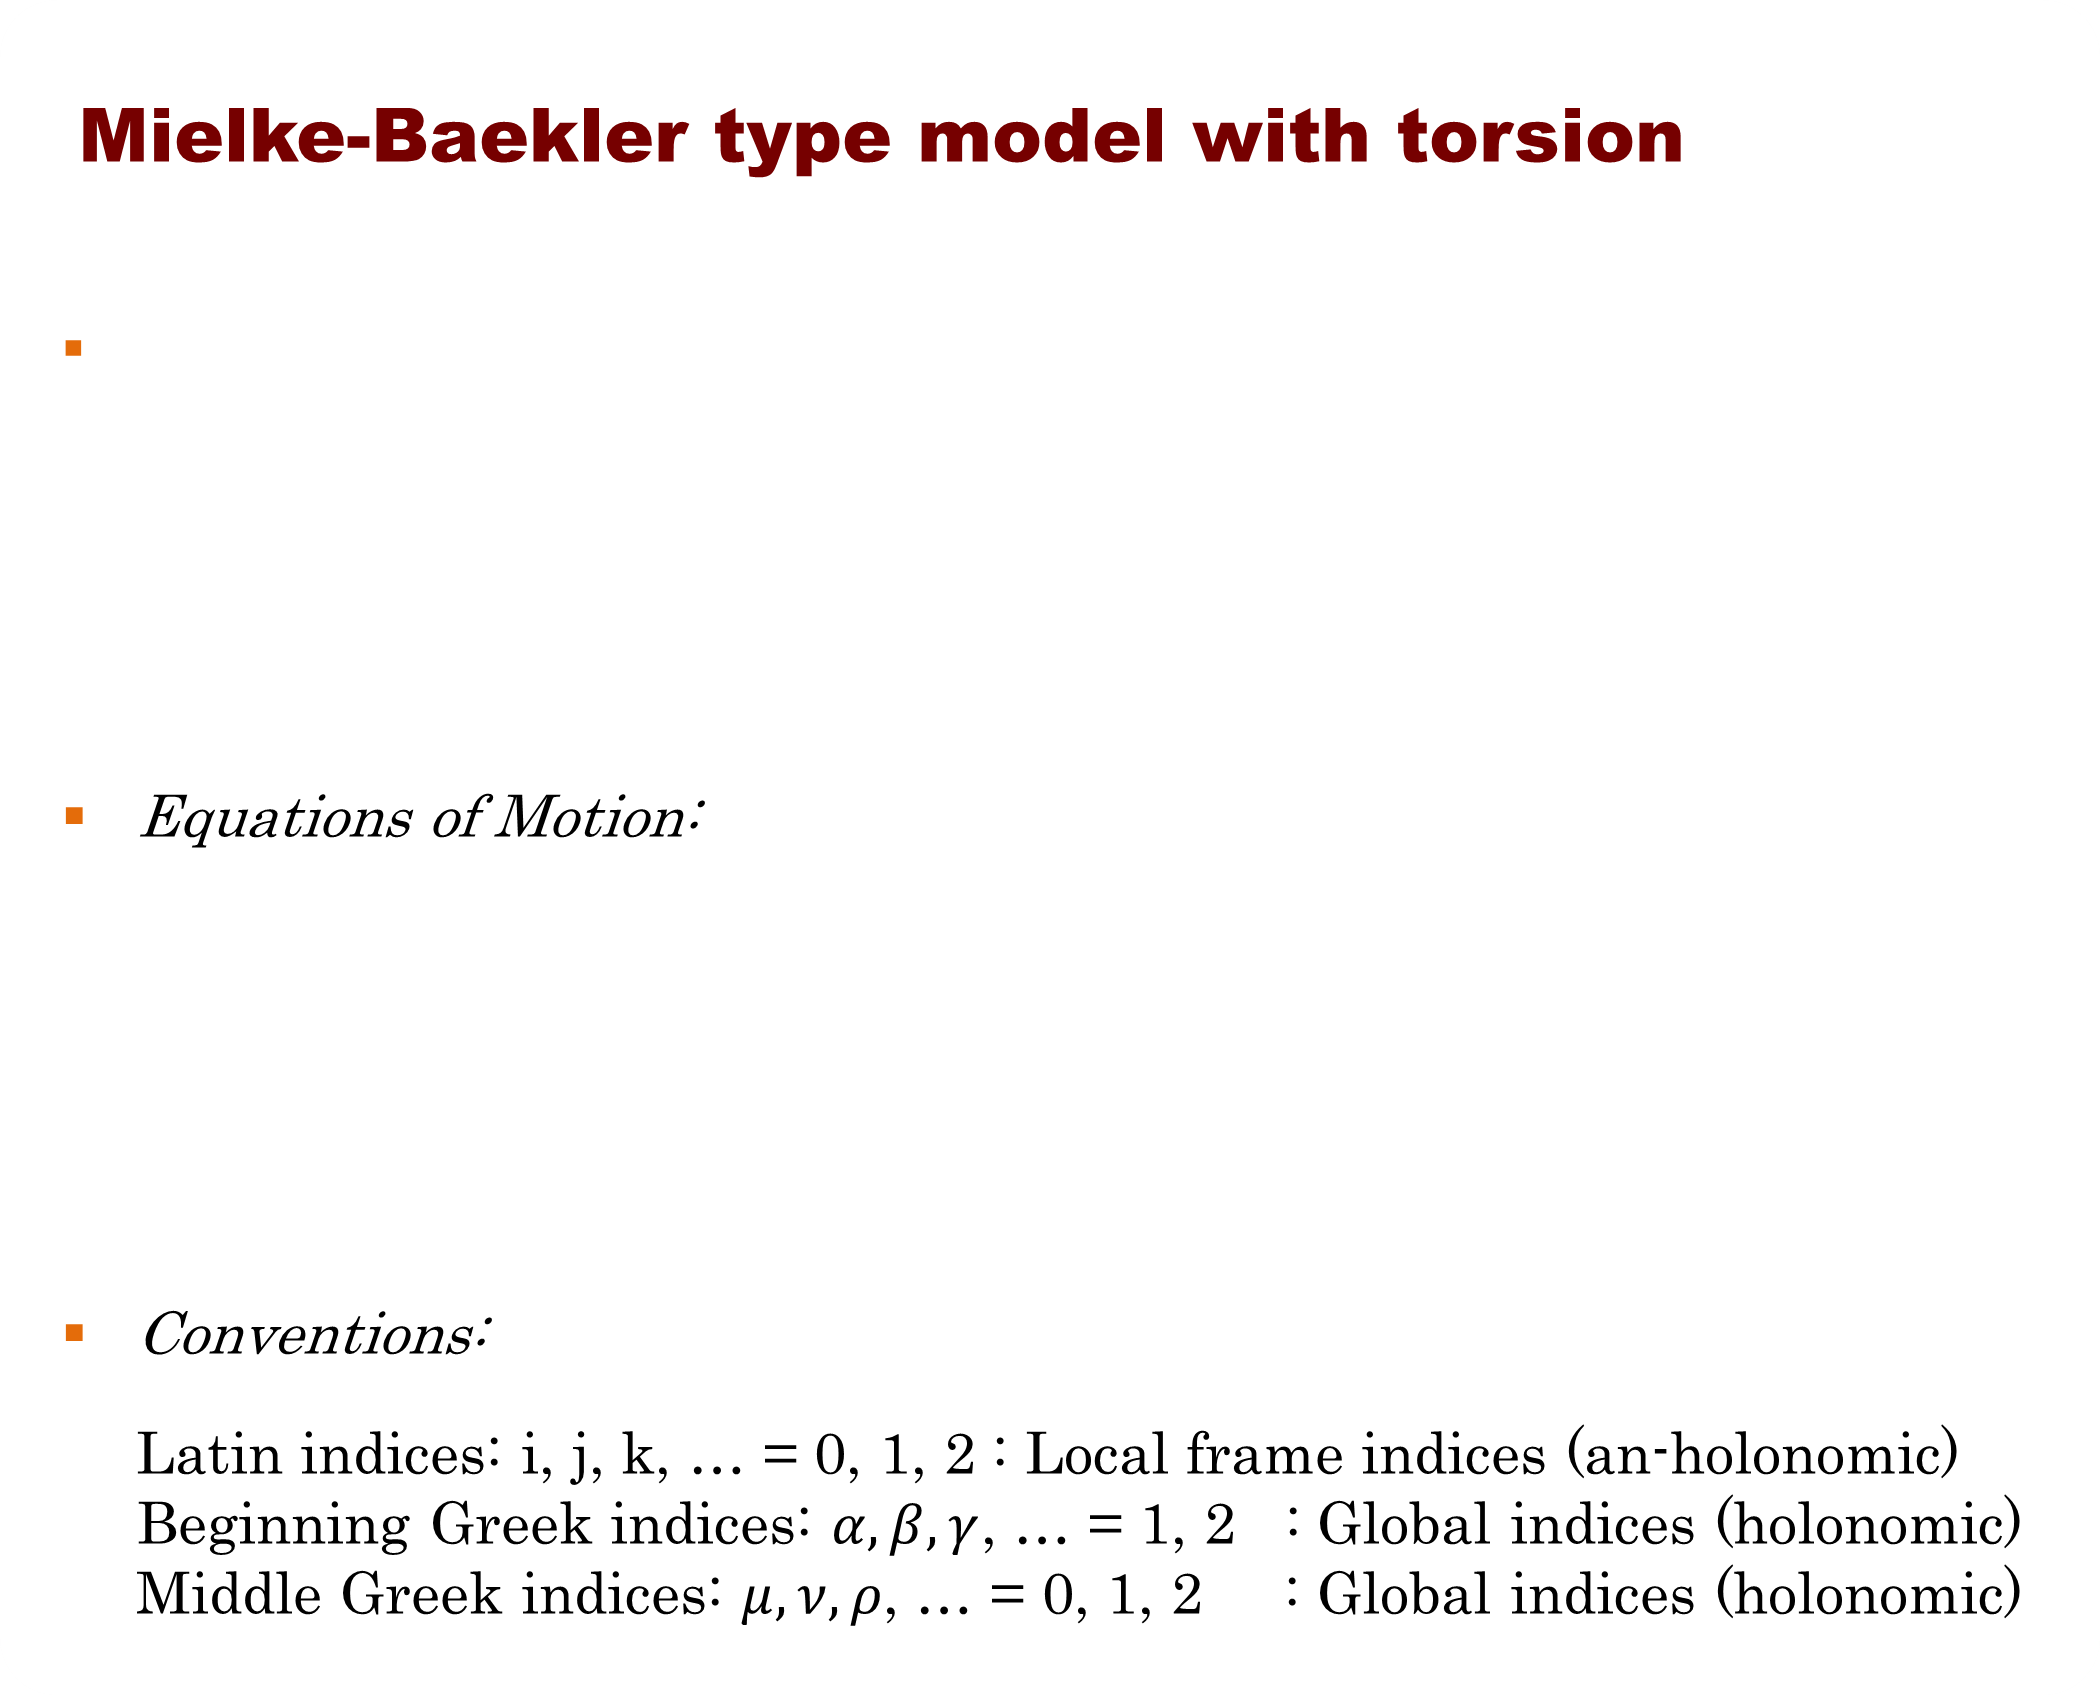 Mielke-Baekler type model with torsion
▪
▪ Equations of Motion:
▪ Conventions:
Latin indices: i, j, k, … = 0, 1, 2 : Local frame indices (an-holonomic)
Beginning Greek indices: α, β, γ, … = 1, 2 : Global indices (holonomic)
Middle Greek indices: μ, ν, ρ, … = 0, 1, 2 : Global indices (holonomic)